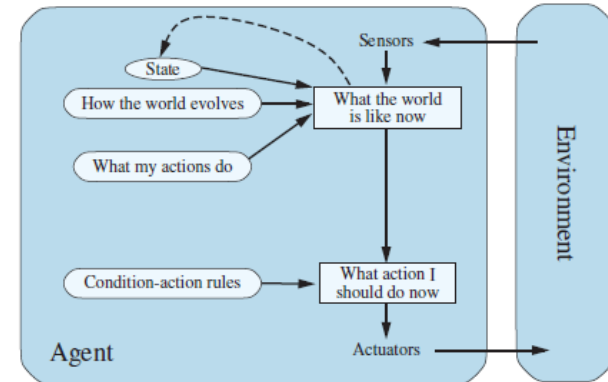 Sensors
State
How the world evolves
What the world
is like now
What my actions do
Environment
Condition-action rules
What action I
should do now
Agent
Actuators